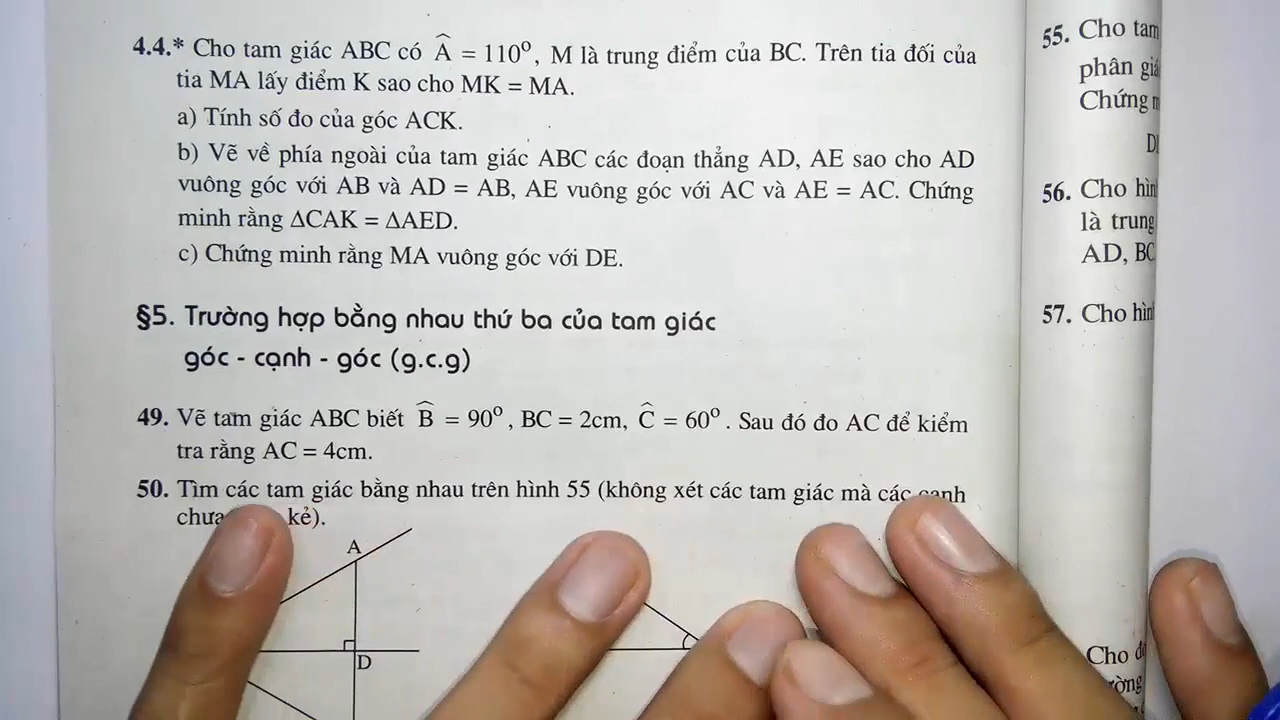 4.4.* Cho tam giác ABC có Â = 110º, M là trung điểm của BC. Trên tia đối của
tia MA lấy điểm K sao cho MK = MA.
a) Tính số đo của góc ACK.
b) Vẽ về phía ngoài của tam giác ABC các đoạn thẳng AD, AE sao cho AD
vuông góc với AB và AD = AB, AE vuông góc với AC và AE = AC. Chứng
minh rằng ΔCAK = ΔAED.
c) Chứng minh rằng MA vuông góc với DE.
§5. Trường hợp bằng nhau thứ ba của tam giác
góc - cạnh - góc (g.c.g)
49. Vẽ tam giác ABC biết B̂ = 90º, BC = 2cm, Ĉ = 60º. Sau đó đo AC để kiểm
tra rằng AC = 4cm.
50. Tìm các tam giác bằng nhau trên hình 55 (không xét các tam giác mà các cạnh
chưa kẻ).
A
D
55. Cho tam
phân
Chứng
56. Cho
là trung
AD, BC
57. Cho
Cho